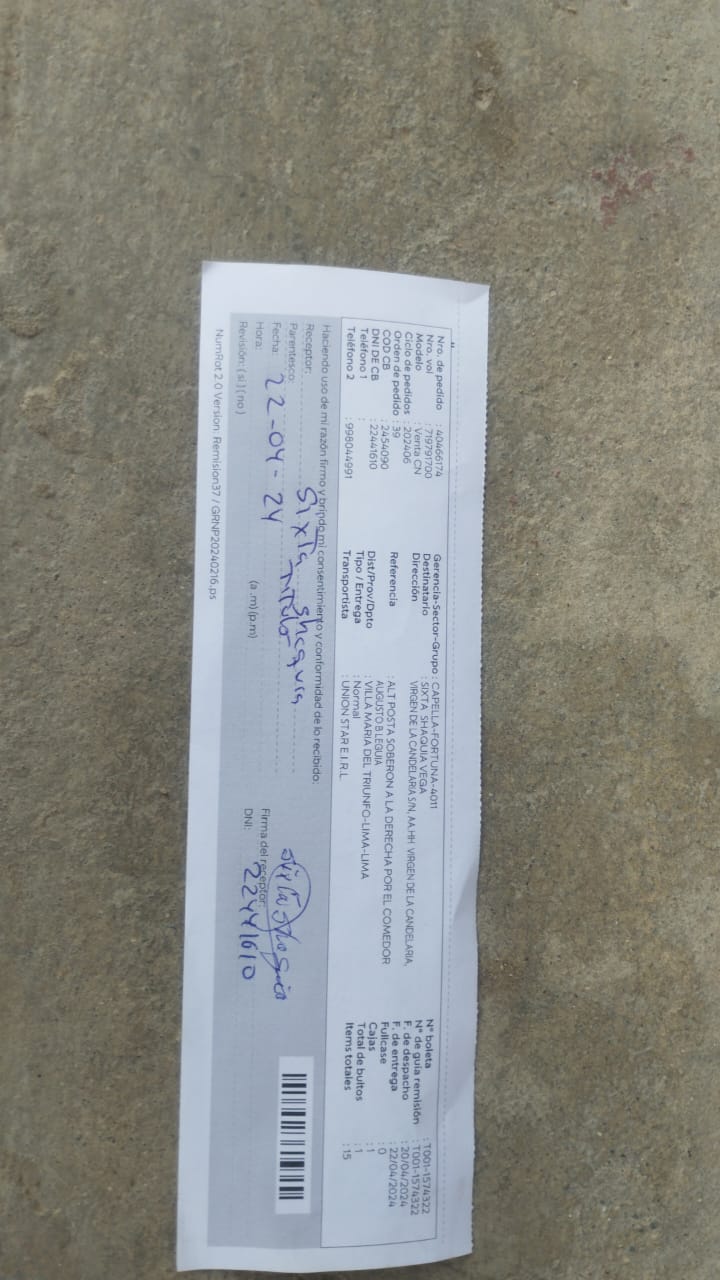 Nro. de pedido : 40466174
Nro. vol : 719791700
Modelo : Venta CN
Ciclo de pedidos : 202406
Orden de pedido : 39
COD CB : 2454090
DNI DE CB : 22441610
Teléfono 1 :
Teléfono 2 : 998044991
Gerencia-Sector-Grupo : CAPELLA-FORTUNA-4011
Destinatario : SIXTA SHAQUIA VEGA
Dirección VIRGEN DE LA CANDELARIA S/N, AA.HH VIRGEN DE LA CANDELARIA,
Referencia : ALT POSTA SOBERON A LA DERECHA POR EL COMEDOR
AUGUSTO B LEGUIA
Dist/Prov/Dpto : VILLA MARIA DEL TRIUNFO-LIMA-LIMA
Tipo / Entrega : Normal
Transportista : UNION STAR E.I.R.L
N° boleta : T001-1574322
N° de guía remisión : T001-1574322
F. de despacho : 20/04/2024
F. de entrega : 22/04/2024
Fullcase : 0
Cajas : 1
Total de bultos : 1
Items totales : 15
Haciendo uso de mi razón firmo y brindo mi consentimiento y conformidad de lo recibido:
Receptor: Sixta Shaquia
Parentesco:
Fecha: 22-04-24
Hora: (a.m) (p.m)
Revisión: ( si ) ( no )
Firma del receptor:
DNI: 22441610
NumRot 2.0 Version: Remision37 / GRNP20240216.ps